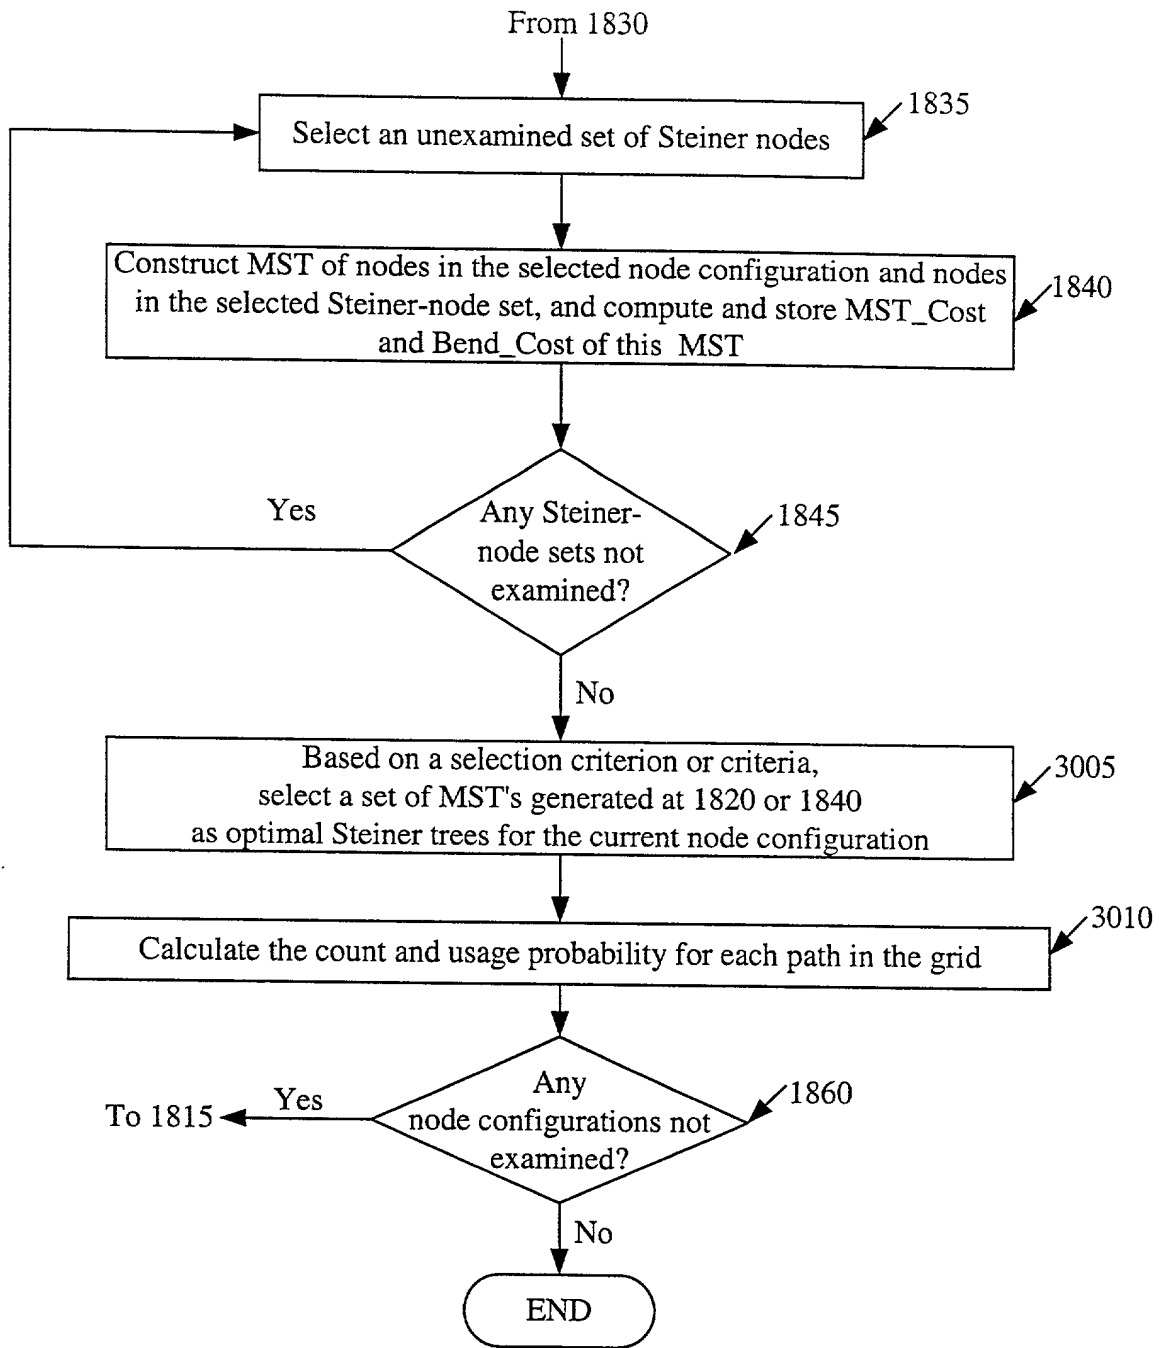 From 1830
1835
Select an unexamined set of Steiner nodes
Construct MST of nodes in the selected node configuration and nodes
in the selected Steiner-node set, and compute and store MST_Cost
and Bend_Cost of this MST
1840
Yes
Any Steiner-
node sets not
examined?
1845
No
Based on a selection criterion or criteria,
select a set of MST's generated at 1820 or 1840
as optimal Steiner trees for the current node configuration
3005
Calculate the count and usage probability for each path in the grid
3010
To 1815
Yes
Any
node configurations not
examined?
1860
No
END